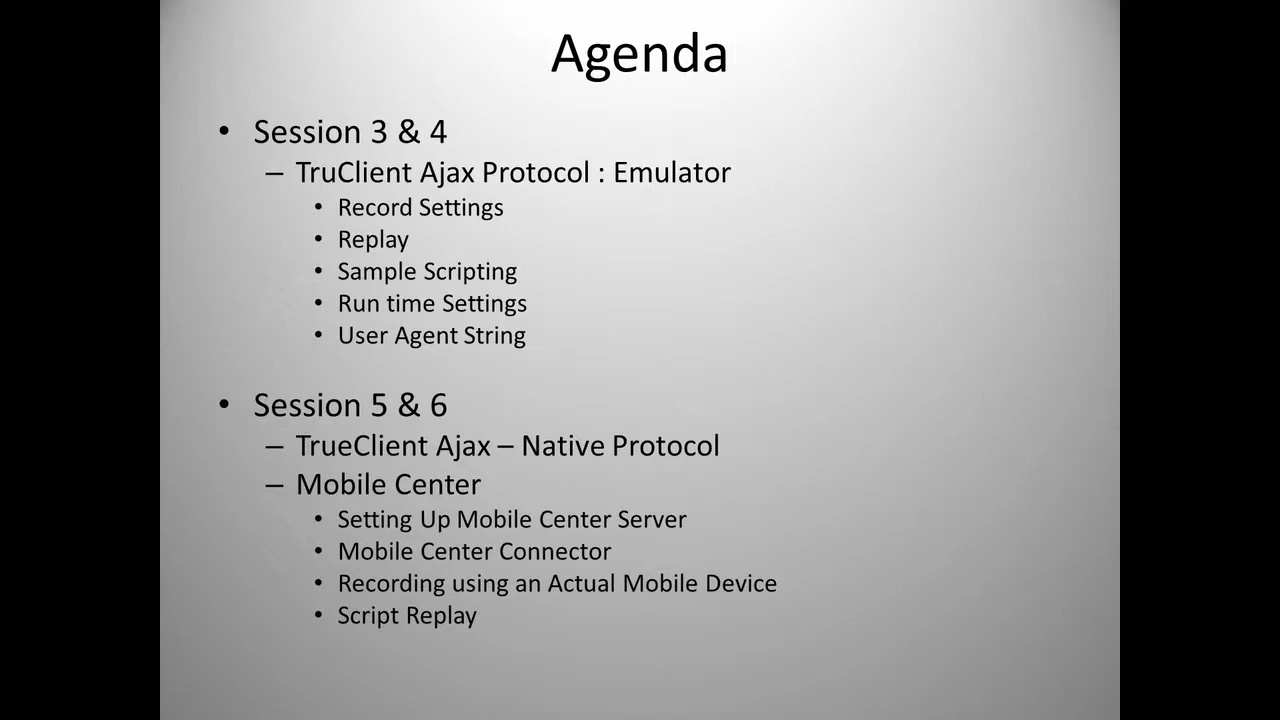 Agenda
• Session 3 & 4
– TruClient Ajax Protocol : Emulator
• Record Settings
• Replay
• Sample Scripting
• Run time Settings
• User Agent String
• Session 5 & 6
– TrueClient Ajax – Native Protocol
– Mobile Center
• Setting Up Mobile Center Server
• Mobile Center Connector
• Recording using an Actual Mobile Device
• Script Replay